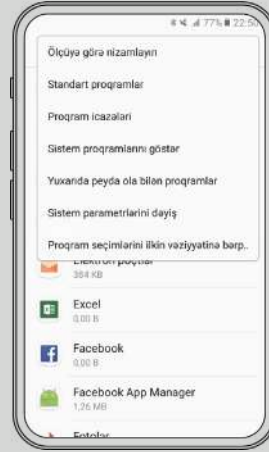 77% 22:50
Ölçüyə görə nizamlayın
Standart proqramlar
Proqram icazələri
Sistem proqramlarını göstər
Yuxarıda peyda ola bilən proqramlar
Sistem parametrlərini dəyiş
Proqram seçimlərini ilkin vəziyyətinə bərp..
Elektron poçtlar
384 KB
Excel
0,00 B
Facebook
0,00 B
Facebook App Manager
1,26 MB
Fotolar